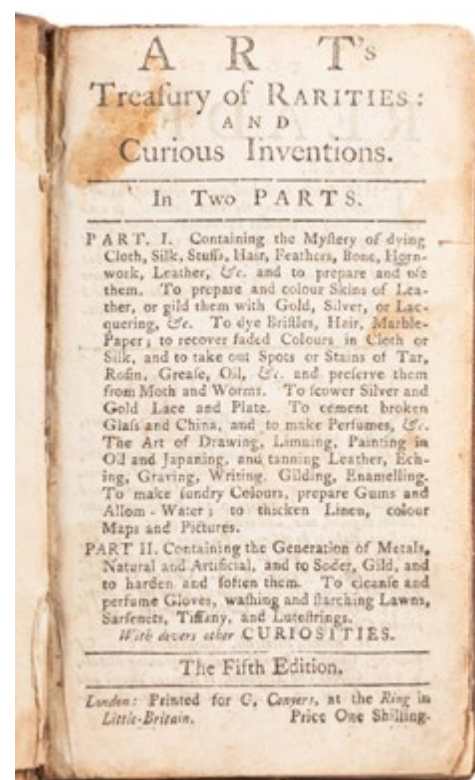 A R T's
Treaſury of RARITIES:
AND
Curious Inventions.
In Two PARTS.
PART. I. Containing the Myſtery of dying
Cloth, Silk, Stuffs, Hair, Feathers, Bone, Horn-
work, Leather, &c. and to prepare and uſe
them. To prepare and colour Skins of Lea-
ther, or gild them with Gold, Silver, or Lac-
quering, &c. To dye Briſtles, Hair, Marble-
Paper; to recover faded Colours in Cloth or
Silk, and to take out Spots or Stains of Tar,
Roſin, Greaſe, Oil, &c. and preſerve them
from Moth and Worms. To ſcower Silver and
Gold Lace and Plate. To cement broken
Glaſs and China, and to make Perfumes, &c.
The Art of Drawing, Limning, Painting in
Oil and Japaning, and tanning Leather, Ech-
ing, Graving, Writing, Gilding, Enamelling.
To make ſundry Colours, prepare Gums and
Allom-Water; to thicken Linen, colour
Maps and Pictures.
PART II. Containing the Generation of Metals,
Natural and Artificial, and to Soder, Gild, and
to harden and ſoften them. To cleanſe and
perfume Gloves, waſhing and ſtarching Lawns,
Sarſenets, Tiffany, and Luteſtrings.
With divers other CURIOSITIES.
The Fifth Edition.
London: Printed for G. Conyers, at the Ring in
Little-Britain. Price One Shilling.